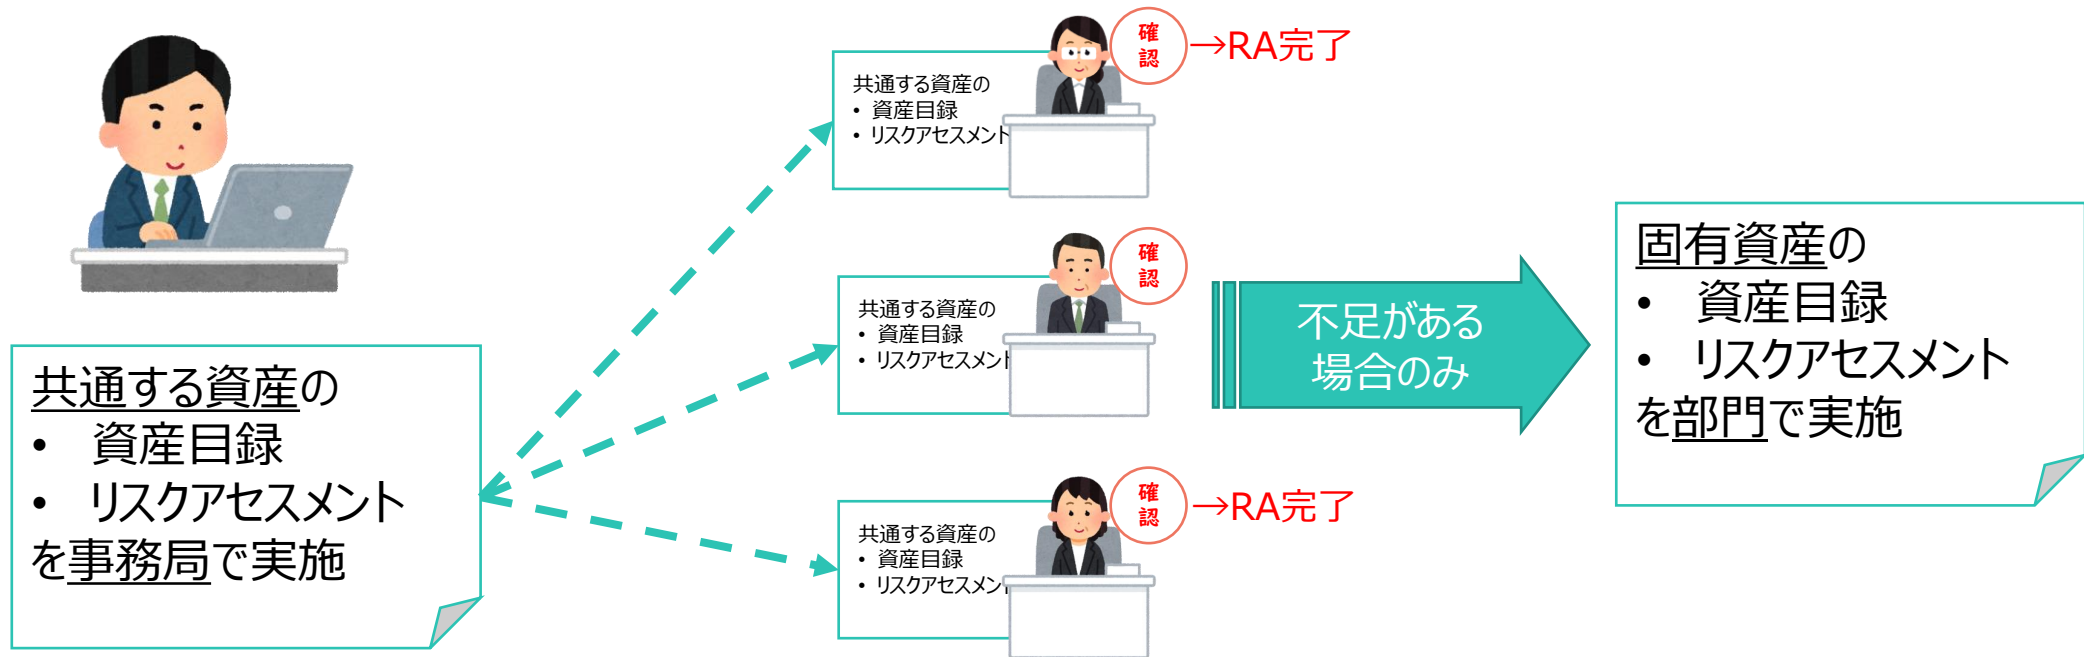 共通する資産の
• 資産目録
• リスクアセスメント
を事務局で実施
共通する資産の
• 資産目録
• リスクアセスメント
確
認
→RA完了
共通する資産の
• 資産目録
• リスクアセスメント
確
認
共通する資産の
• 資産目録
• リスクアセスメント
確
認
→RA完了
不足がある
場合のみ
固有資産の
• 資産目録
• リスクアセスメント
を部門で実施